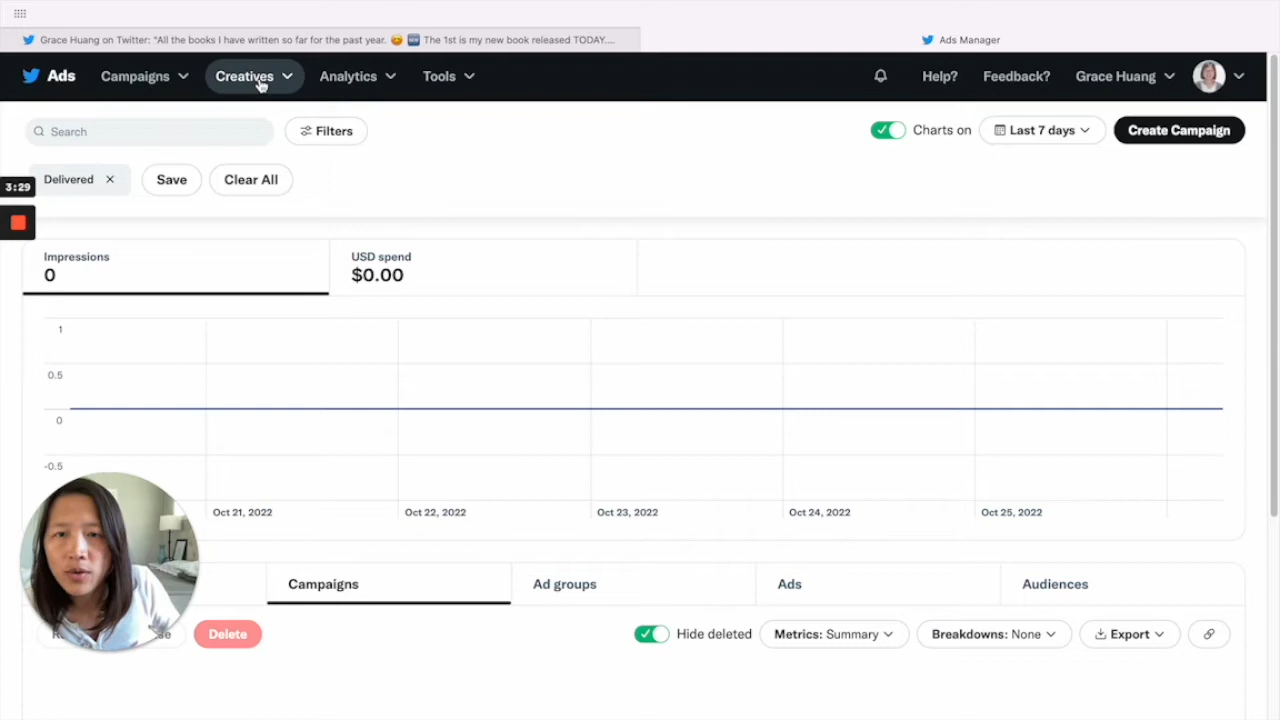 Grace Huang on Twitter: "All the books I have written so far for the past year. 😊 🆕 The 1st is my new book released TODAY....
Ads Manager
Ads
Campaigns
Creatives
Analytics
Tools
Help?
Feedback?
Grace Huang
Search
Filters
Charts on
Last 7 days
Create Campaign
Delivered
Save
Clear All
3:29
Impressions
0
USD spend
$0.00
1
0.5
0
-0.5
Oct 21, 2022
Oct 22, 2022
Oct 23, 2022
Oct 24, 2022
Oct 25, 2022
Campaigns
Ad groups
Ads
Audiences
Delete
Hide deleted
Metrics: Summary
Breakdowns: None
Export